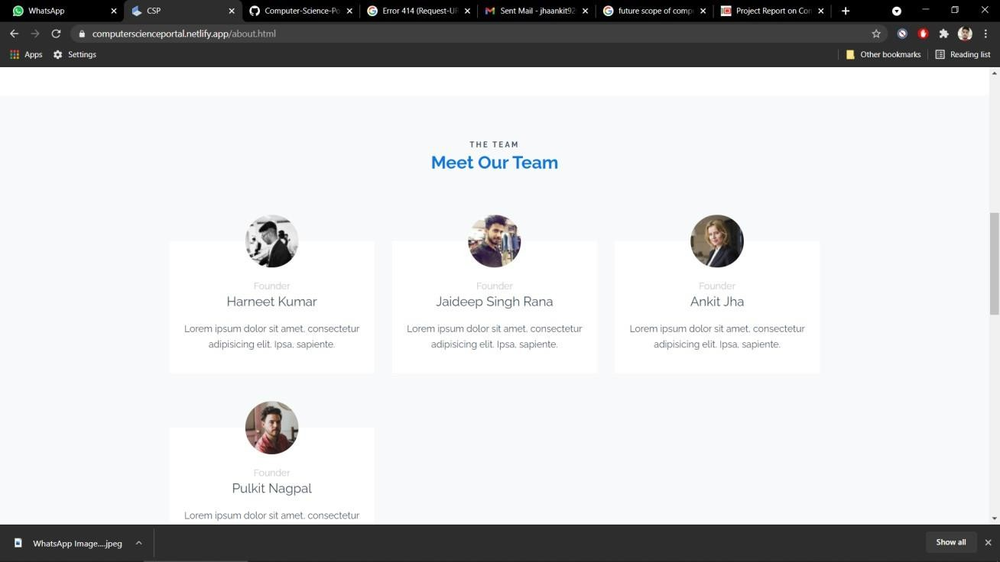 WhatsApp
CSP
Computer-Science-Po
Error 414 (Request-UR
Sent Mail - jhaankit92
future scope of comp
Project Report on Con
computerscienceportal.netlify.app/about.html
Apps
Settings
Other bookmarks
Reading list
THE TEAM
Meet Our Team
Founder
Harneet Kumar
Lorem ipsum dolor sit amet, consectetur
adipisicing elit. Ipsa, sapiente.
Founder
Jaideep Singh Rana
Lorem ipsum dolor sit amet, consectetur
adipisicing elit. Ipsa, sapiente.
Founder
Ankit Jha
Lorem ipsum dolor sit amet, consectetur
adipisicing elit. Ipsa, sapiente.
Founder
Pulkit Nagpal
Lorem ipsum dolor sit amet, consectetur
WhatsApp Image....jpeg
Show all